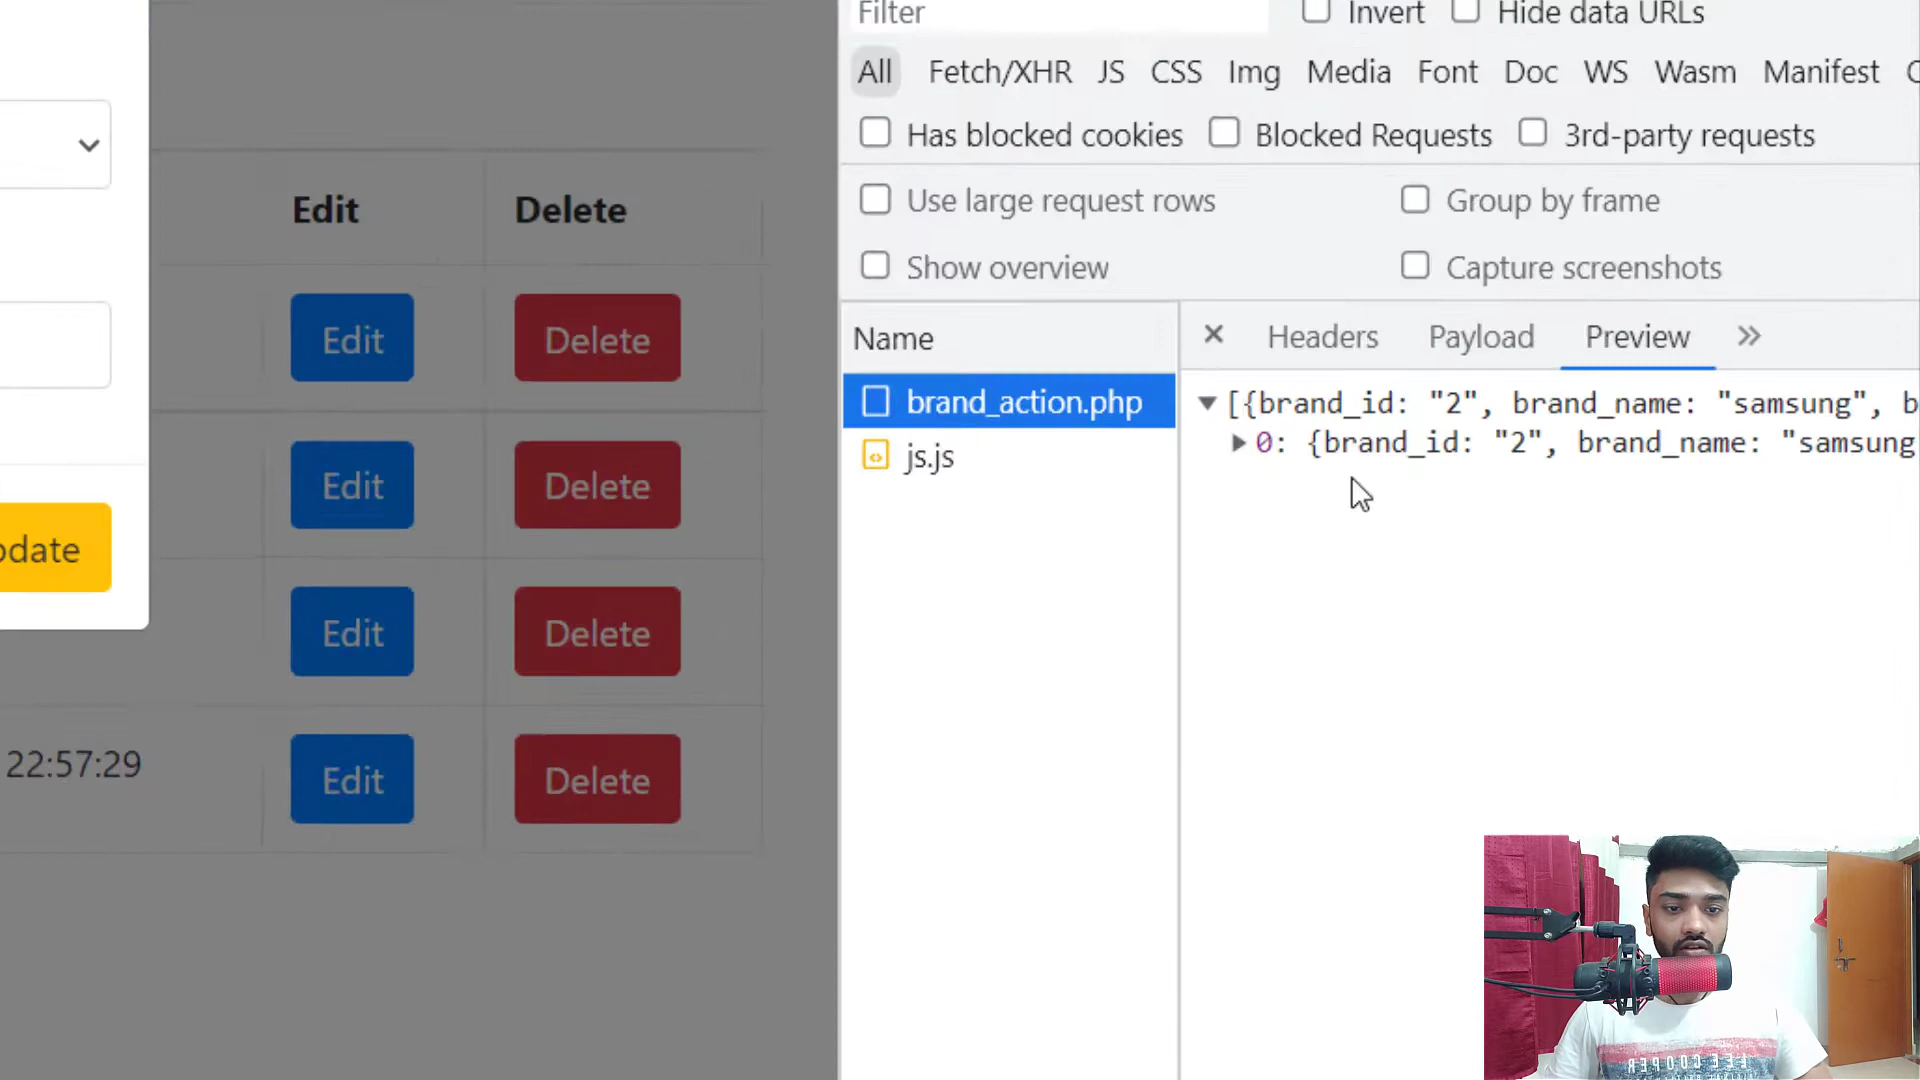 Filter
Invert
Hide data URLs
All Fetch/XHR JS CSS Img Media Font Doc WS Wasm Manifest
Has blocked cookies
Blocked Requests
3rd-party requests
Use large request rows
Group by frame
Show overview
Capture screenshots
Name
Headers Payload Preview
brand_action.php
js.js
▼ [{brand_id: "2", brand_name: "samsung", b
▶ 0: {brand_id: "2", brand_name: "samsung
Edit Delete
Edit Delete
Edit Delete
Edit Delete
22:57:29 Edit Delete
pdate